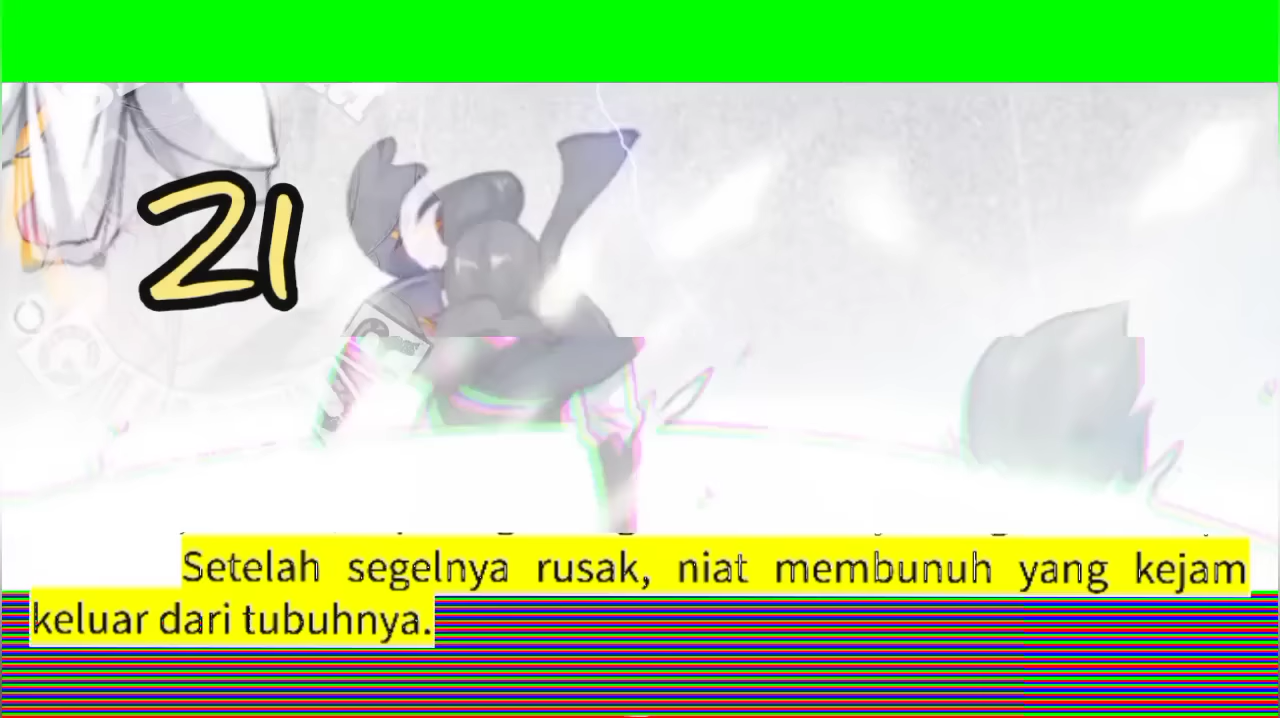 21
Setelah segelnya rusak, niat membunuh yang kejam
keluar dari tubuhnya.